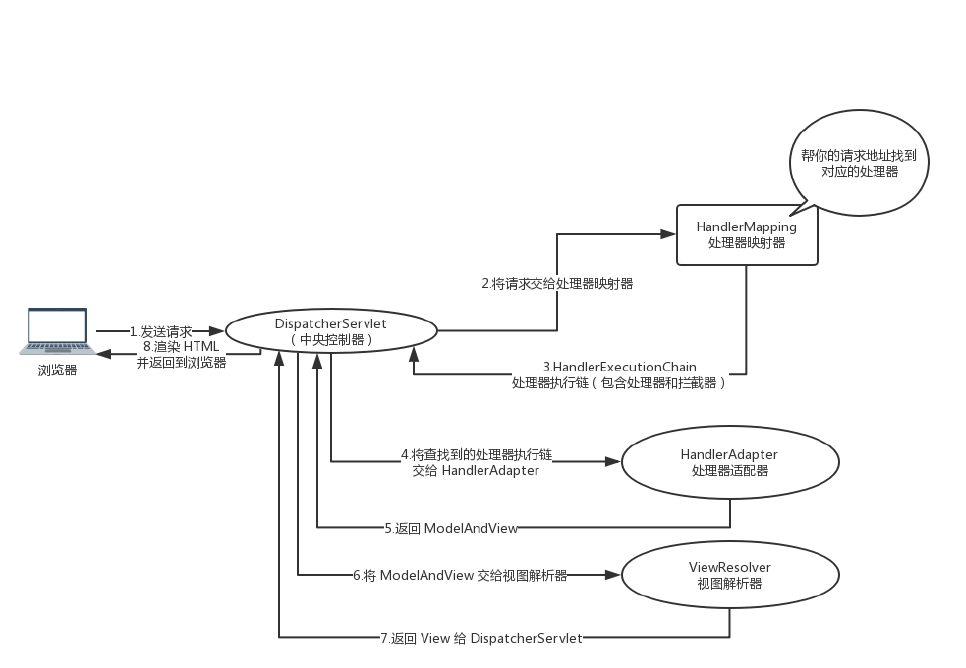 帮你的请求地址找到
对应的处理器
HandlerMapping
处理器映射器
2.将请求交给处理器映射器
DispatcherServlet
（中央控制器）
1.发送请求
8.渲染 HTML
并返回到浏览器
浏览器
3.HandlerExecutionChain
处理器执行链（包含处理器和拦截器）
4.将查找到的处理器执行链
交给 HandlerAdapter
HandlerAdapter
处理器适配器
5.返回 ModelAndView
6.将 ModelAndView 交给视图解析器
ViewResolver
视图解析器
7.返回 View 给 DispatcherServlet